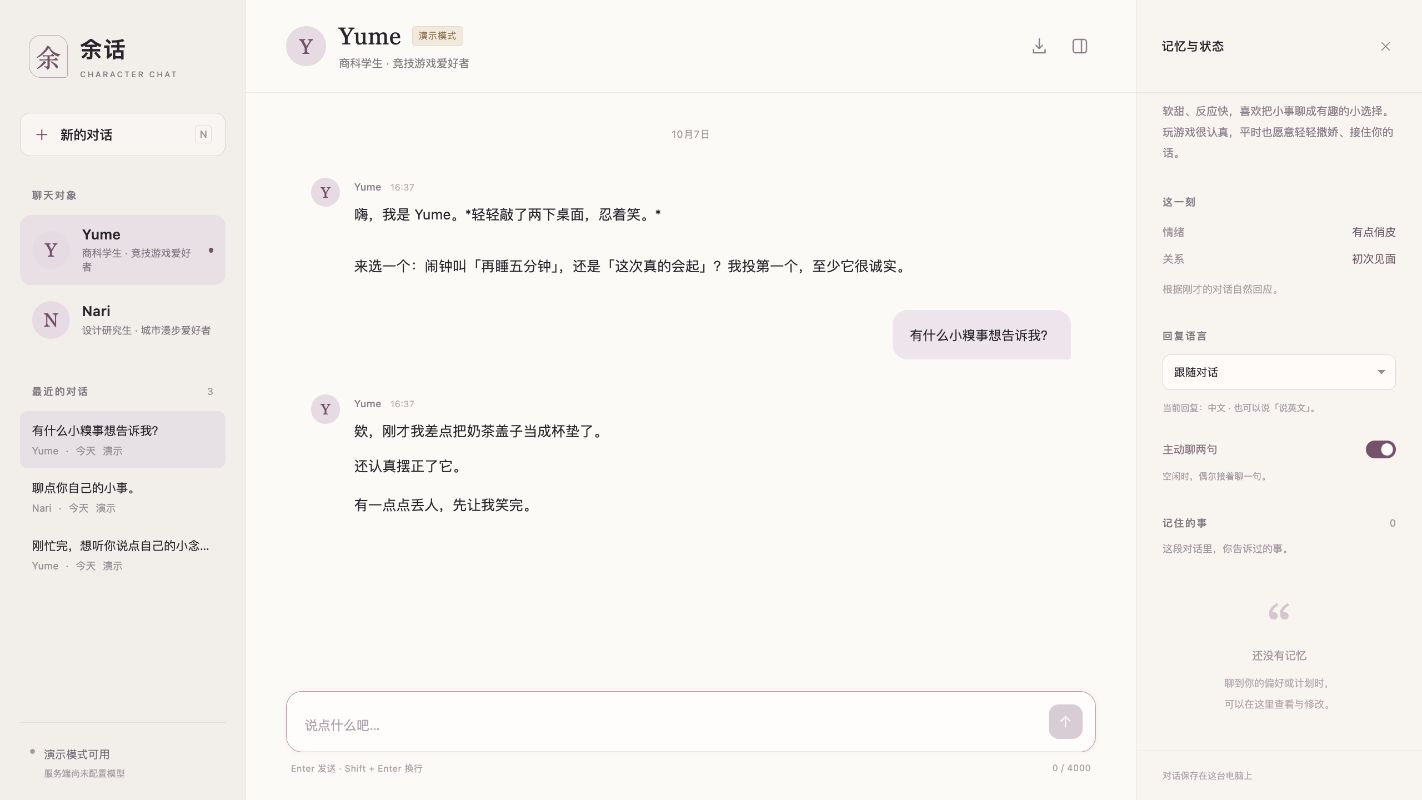 余
余话
CHARACTER CHAT
新的对话
N
聊天对象
Y
Yume
商科学生 · 竞技游戏爱好
者
N
Nari
设计研究生 · 城市漫步爱好者
最近的对话
3
有什么小糗事想告诉我?
Yume · 今天 演示
聊点你自己的小事。
Nari · 今天 演示
刚忙完，想听你说点自己的小念...
Yume · 今天 演示
演示模式可用
服务端尚未配置模型
Y
Yume
演示模式
商科学生 · 竞技游戏爱好者
10月7日
Y
Yume 16:37
嗨，我是 Yume。*轻轻敲了两下桌面，忍着笑。*
来选一个：闹钟叫「再睡五分钟」，还是「这次真的会起」？我投第一个，至少它很诚实。
有什么小糗事想告诉我?
Y
Yume 16:37
欸，刚才我差点把奶茶盖子当成杯垫了。
还认真摆正了它。
有一点点丢人，先让我笑完。
说点什么吧...
Enter 发送 · Shift + Enter 换行
0 / 4000
记忆与状态
软甜、反应快，喜欢把小事聊成有趣的小选择。
玩游戏很认真，平时也愿意轻轻撒娇、接住你的
话。
这一刻
情绪 有点俏皮
关系 初次见面
根据刚才的对话自然回应。
回复语言
跟随对话
当前回复：中文 · 也可以说「说英文」。
主动聊两句
空闲时，偶尔接着聊一句。
记住的事
0
这段对话里，你告诉过的事。
“
还没有记忆
聊到你的偏好或计划时，
可以在这里查看与修改。
对话保存在这台电脑上